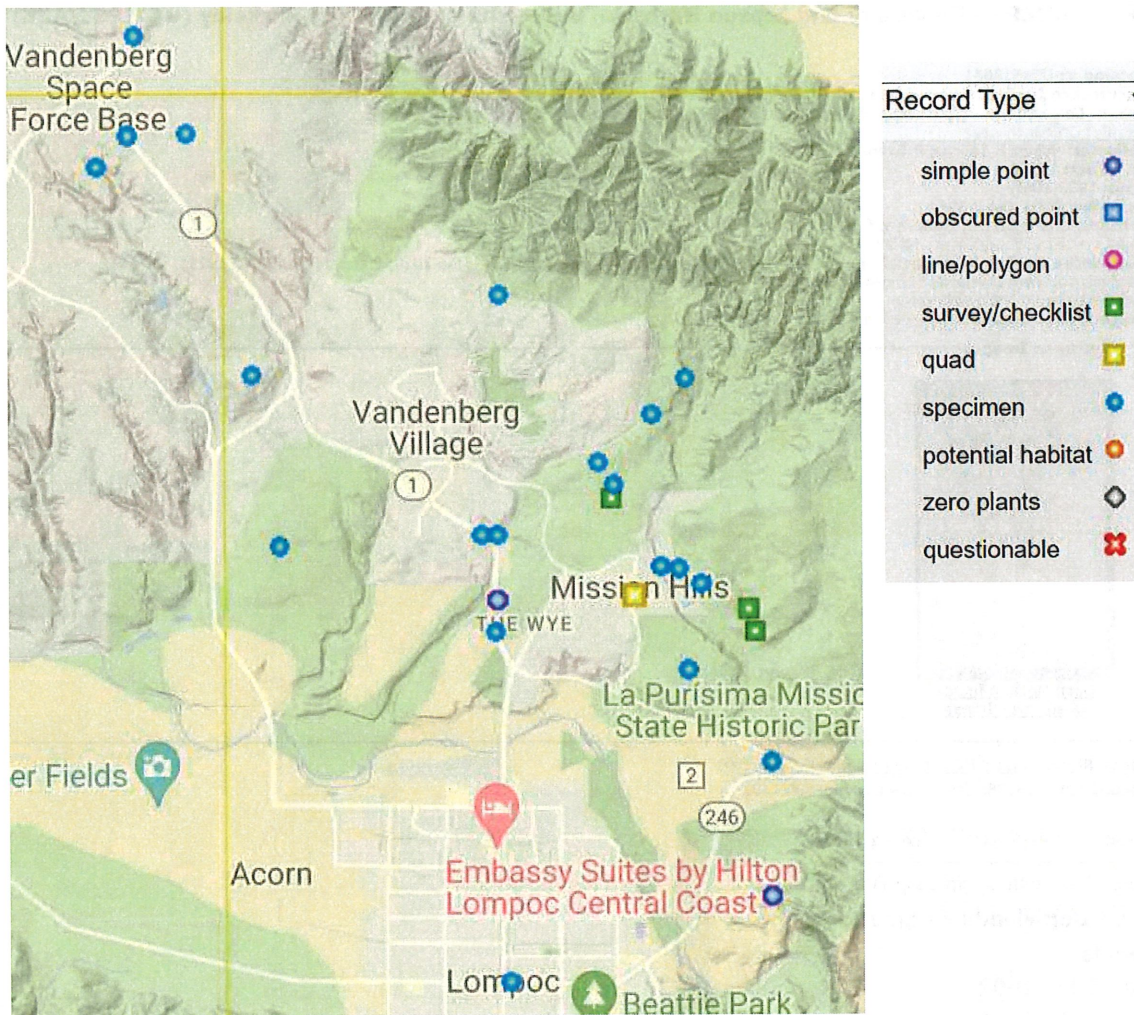 Vandenberg
Space
Force Base
1
Vandenberg
Village
1
Mission Hills
THE WYE
La Purísima Mission
State Historic Par
er Fields
2
246
Embassy Suites by Hilton
Lompoc Central Coast
Acorn
Lompoc
Beattie Park
Record Type
simple point
obscured point
line/polygon
survey/checklist
quad
specimen
potential habitat
zero plants
questionable